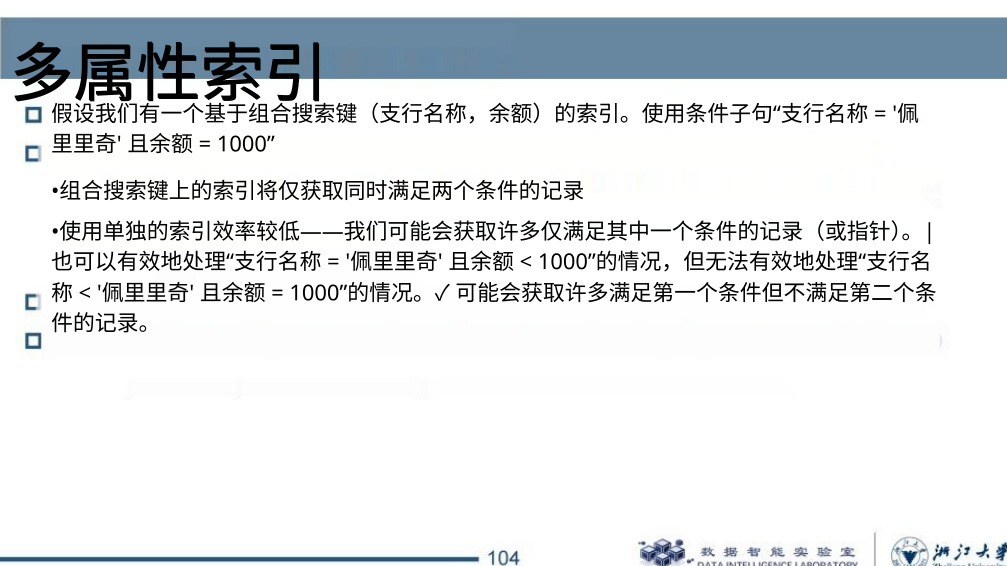 多属性索引
假设我们有一个基于组合搜索键（支行名称，余额）的索引。使用条件子句“支行名称 = '佩
里里奇' 且余额 = 1000”
•组合搜索键上的索引将仅获取同时满足两个条件的记录
•使用单独的索引效率较低——我们可能会获取许多仅满足其中一个条件的记录（或指针）。|
也可以有效地处理“支行名称 = '佩里里奇' 且余额 < 1000”的情况，但无法有效地处理“支行名
称 < '佩里里奇' 且余额 = 1000”的情况。✓ 可能会获取许多满足第一个条件但不满足第二个条
件的记录。
104
数据智能实验室
DATA INTELLIGENCE LABORATORY
浙江大学